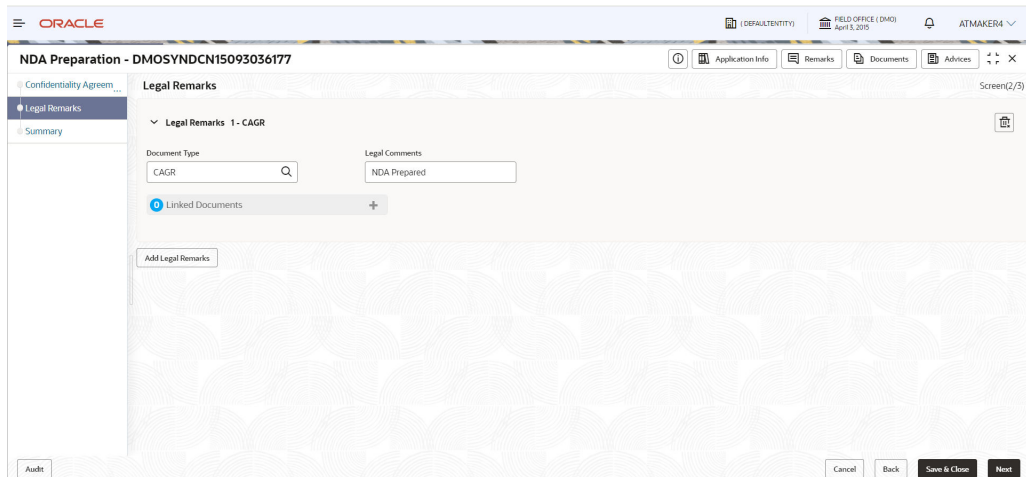 ORACLE
( DEFAULTENTITY)
FIELD OFFICE ( DMO)
April 3, 2015
ATMAKER4
NDA Preparation - DMOSYNDCN15093036177
Application Info
Remarks
Documents
Advices
Confidentiality Agreem...
Legal Remarks
Summary
Legal Remarks
Screen(2/3)
Legal Remarks 1 - CAGR
Document Type
Legal Comments
CAGR
NDA Prepared
0 Linked Documents
Add Legal Remarks
Audit
Cancel
Back
Save & Close
Next